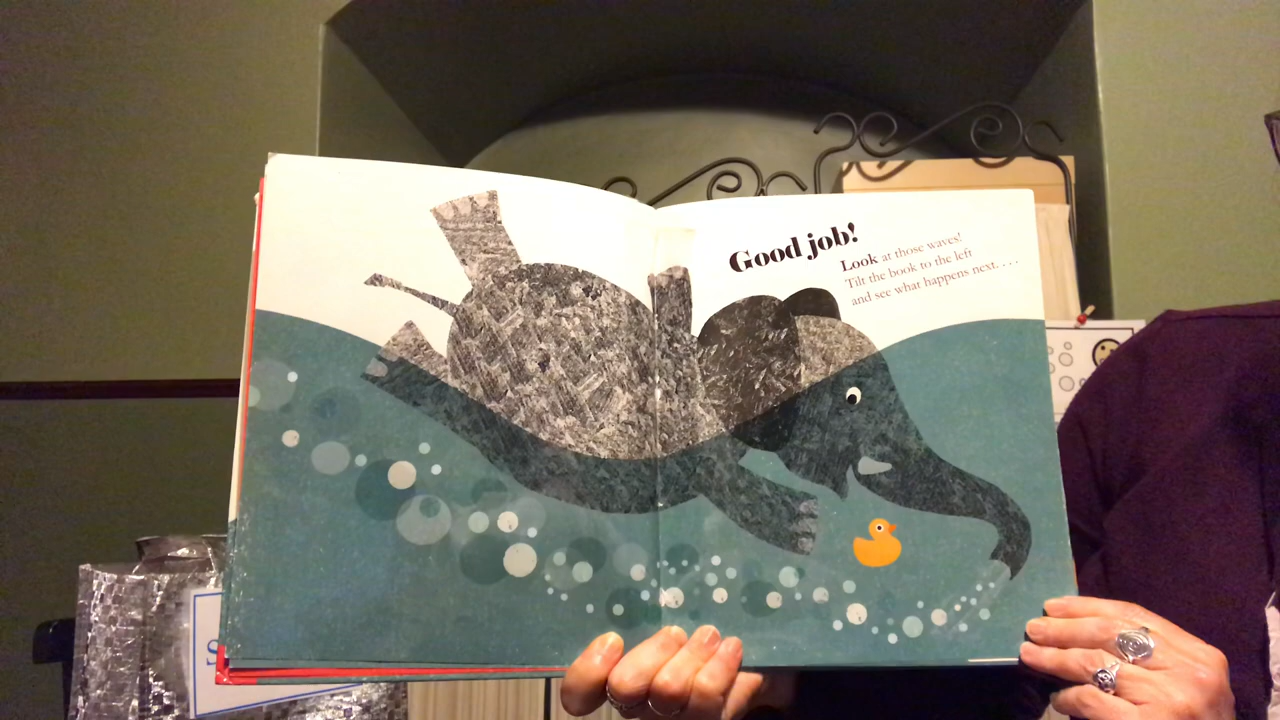 Good job!
Look at those waves!
Tilt the book to the left
and see what happens next. . . .
S